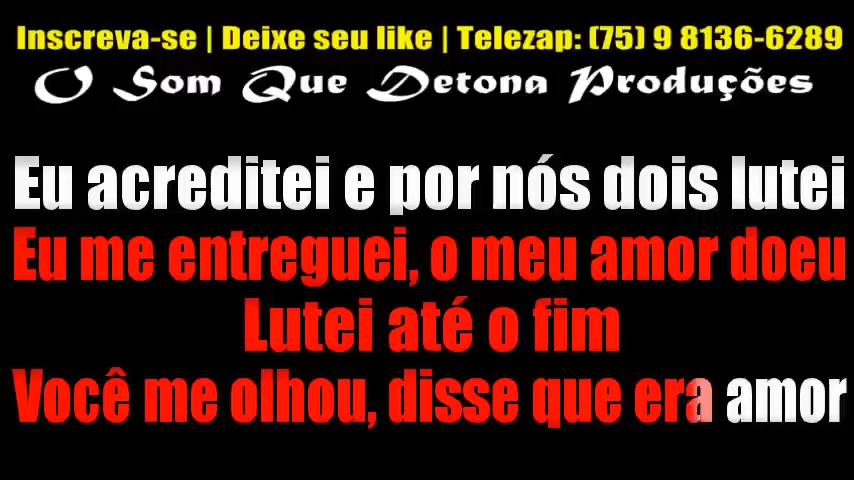 Inscreva-se | Deixe seu like | Telezap: (75) 9 8136-6289
O Som Que Detona Produções
Eu acreditei e por nós dois lutei
Eu me entreguei, o meu amor doeu
Lutei até o fim
Você me olhou, disse que era amor